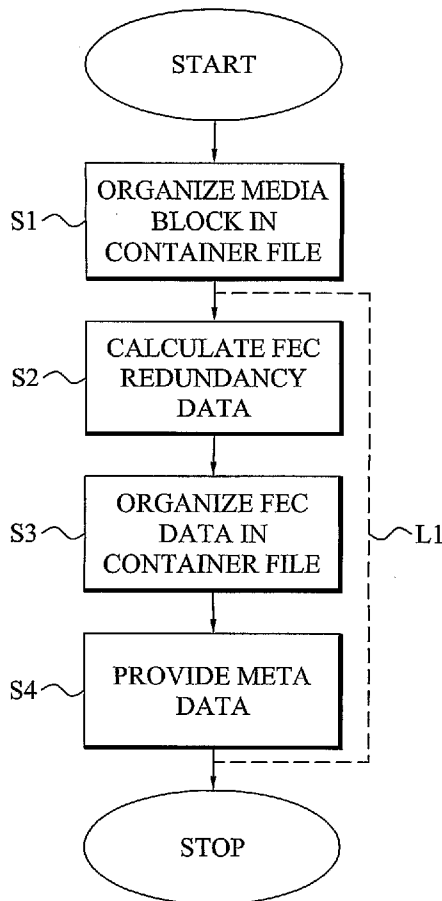 START
S1
ORGANIZE MEDIA
BLOCK IN
CONTAINER FILE
S2
CALCULATE FEC
REDUNDANCY
DATA
S3
ORGANIZE FEC
DATA IN
CONTAINER FILE
L1
S4
PROVIDE META
DATA
STOP